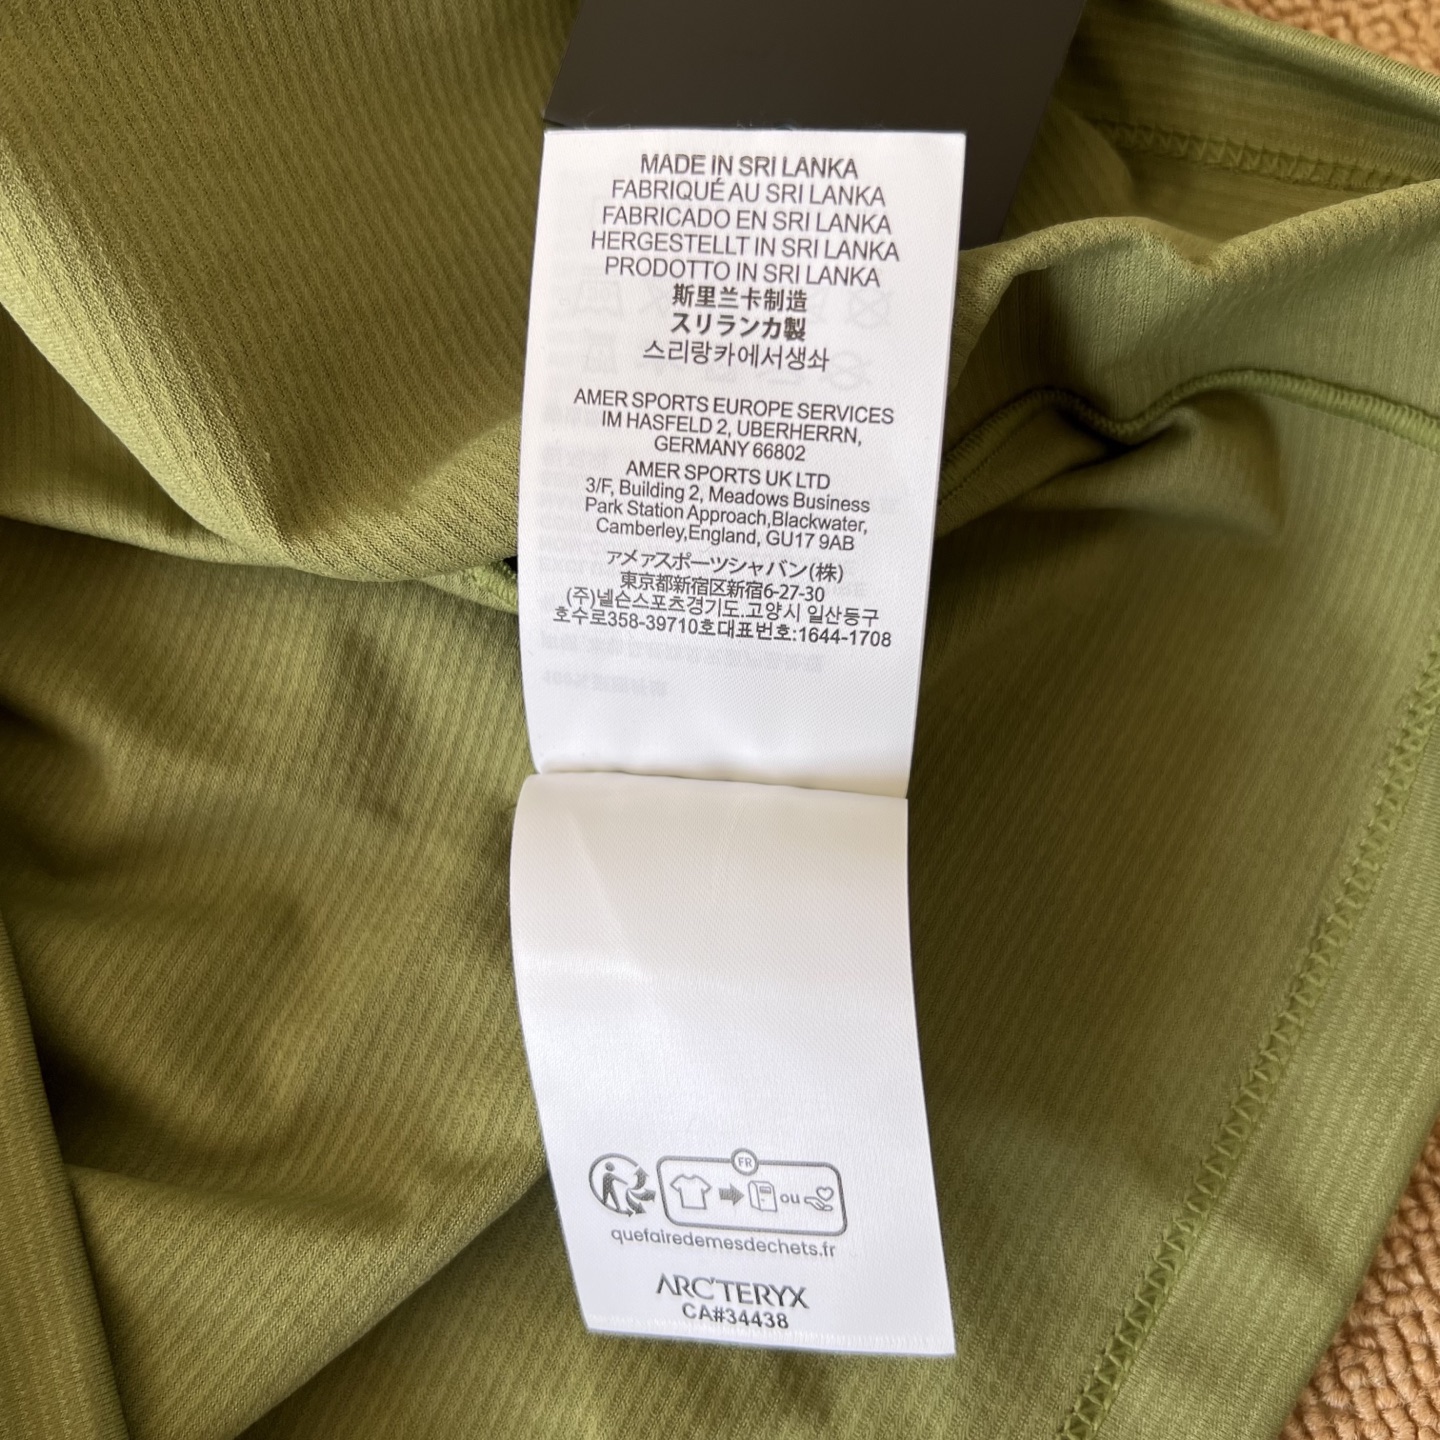 MADE IN SRI LANKA
FABRIQUÉ AU SRI LANKA
FABRICADO EN SRI LANKA
HERGESTELLT IN SRI LANKA
PRODOTTO IN SRI LANKA
斯里兰卡制造
スリランカ製
스리랑카에서생솨
AMER SPORTS EUROPE SERVICES
IM HASFELD 2, UBERHERRN,
GERMANY 66802
AMER SPORTS UK LTD
3/F, Building 2, Meadows Business
Park Station Approach,Blackwater,
Camberley,England, GU17 9AB
アメァスポーツシャバン(株)
東京都新宿区新宿6-27-30
(주)넬슨스포츠경기도.고양시 일산등구
호수로358-39710호대표번호:1644-1708
FR
ou
quefairedemesdechets.fr
ARC'TERYX
CA#34438